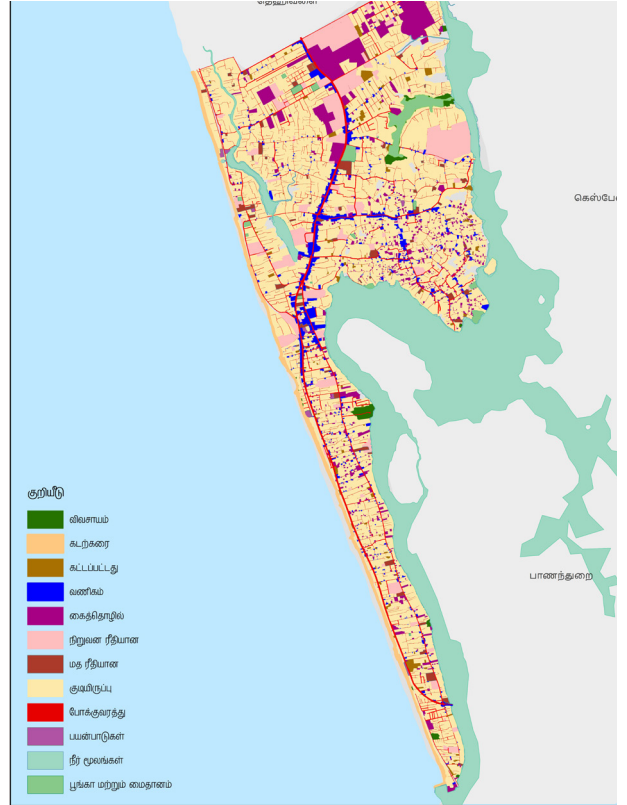 தெஹிவளை
பாணந்துறை
குறியீடு
விவசாயம்
கடற்கரை
கட்டப்பட்டது
வணிகம்
கைத்தொழில்
நிறுவன ரீதியான
மத ரீதியான
குடியிருப்பு
போக்குவரத்து
பயன்பாடுகள்
நீர் மூலங்கள்
பூங்கா மற்றும் மைதானம்